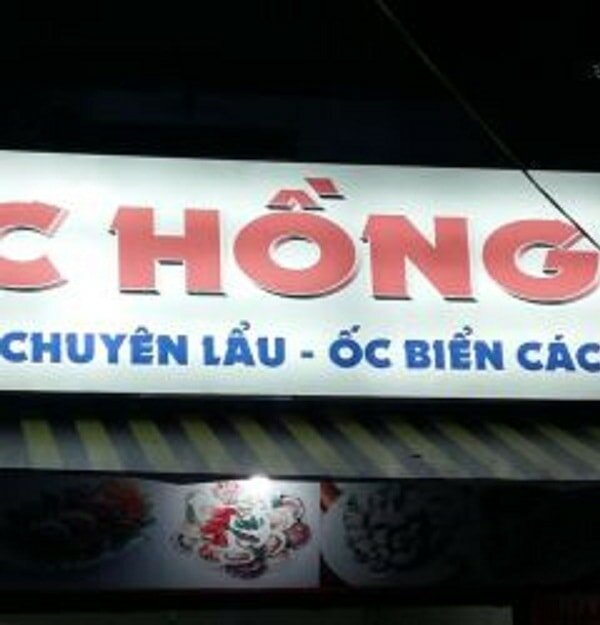 C HỒNG
CHUYÊN LẨU - ỐC BIỂN CÁC